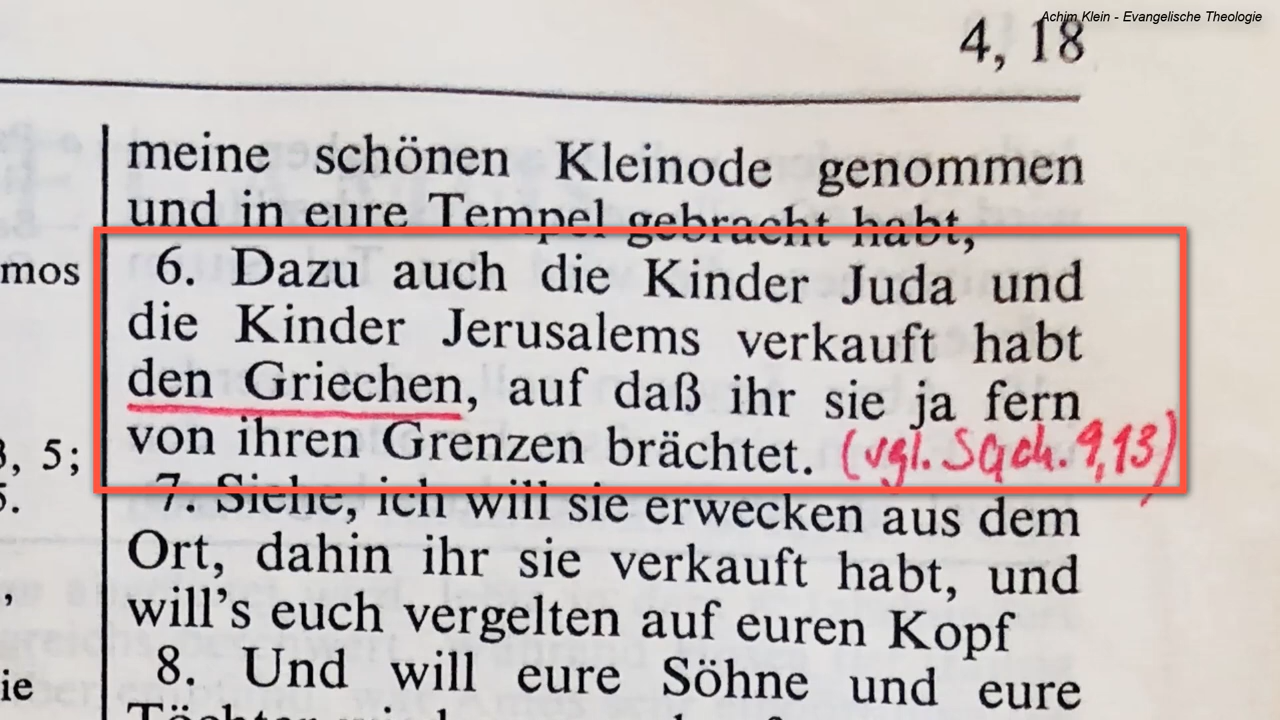 Achim Klein - Evangelische Theologie
4, 18
meine schönen Kleinode genommen
und in eure Tempel gebracht habt,
6. Dazu auch die Kinder Juda und
die Kinder Jerusalems verkauft habt
den Griechen, auf daß ihr sie ja fern
von ihren Grenzen brächtet. (vgl. Sach. 9,13)
7. Siehe, ich will sie erwecken aus dem
Ort, dahin ihr sie verkauft habt, und
will's euch vergelten auf euren Kopf
8. Und will eure Söhne und eure
mos
, 5;
ie